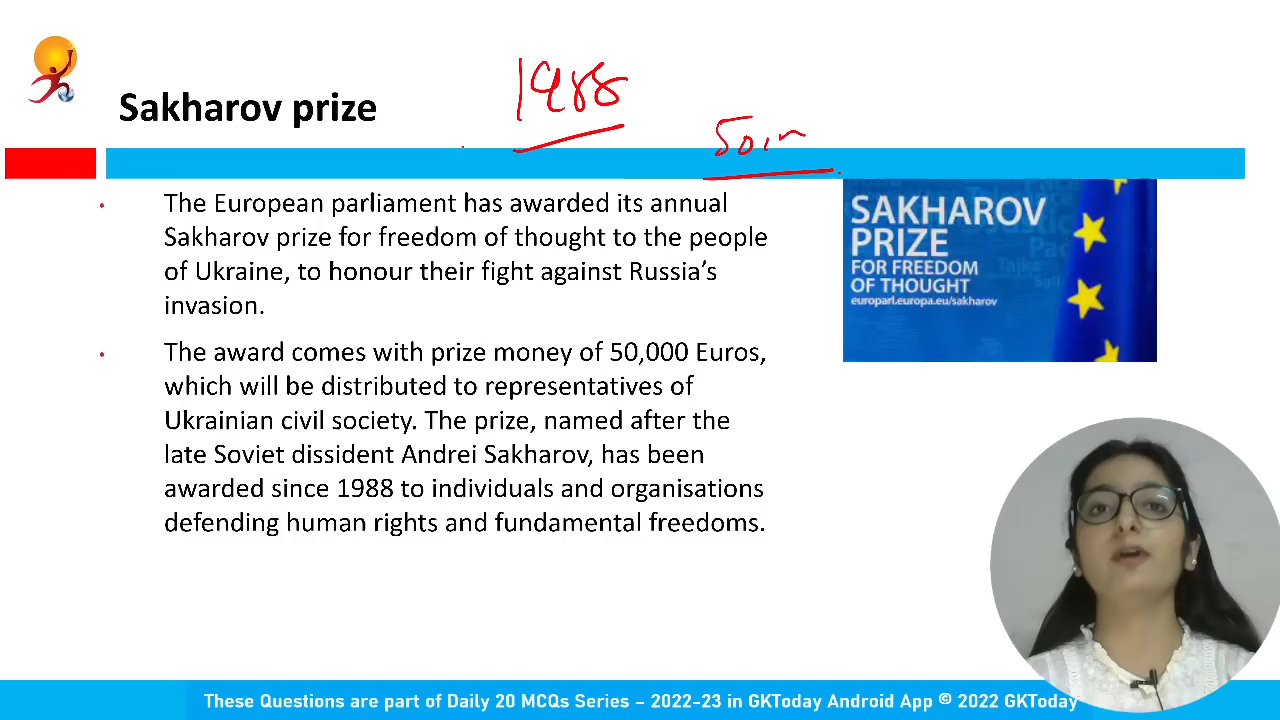 Sakharov prize
1988
The European parliament has awarded its annual
Sakharov prize for freedom of thought to the people
of Ukraine, to honour their fight against Russia’s
invasion.
The award comes with prize money of 50,000 Euros,
which will be distributed to representatives of
Ukrainian civil society. The prize, named after the
late Soviet dissident Andrei Sakharov, has been
awarded since 1988 to individuals and organisations
defending human rights and fundamental freedoms.
SAKHAROV
PRIZE
FOR FREEDOM
OF THOUGHT
europarl.europa.eu/sakharov
These Questions are part of Daily 20 MCQs Series – 2022-23 in GKToday Android App © 2022 GKToday